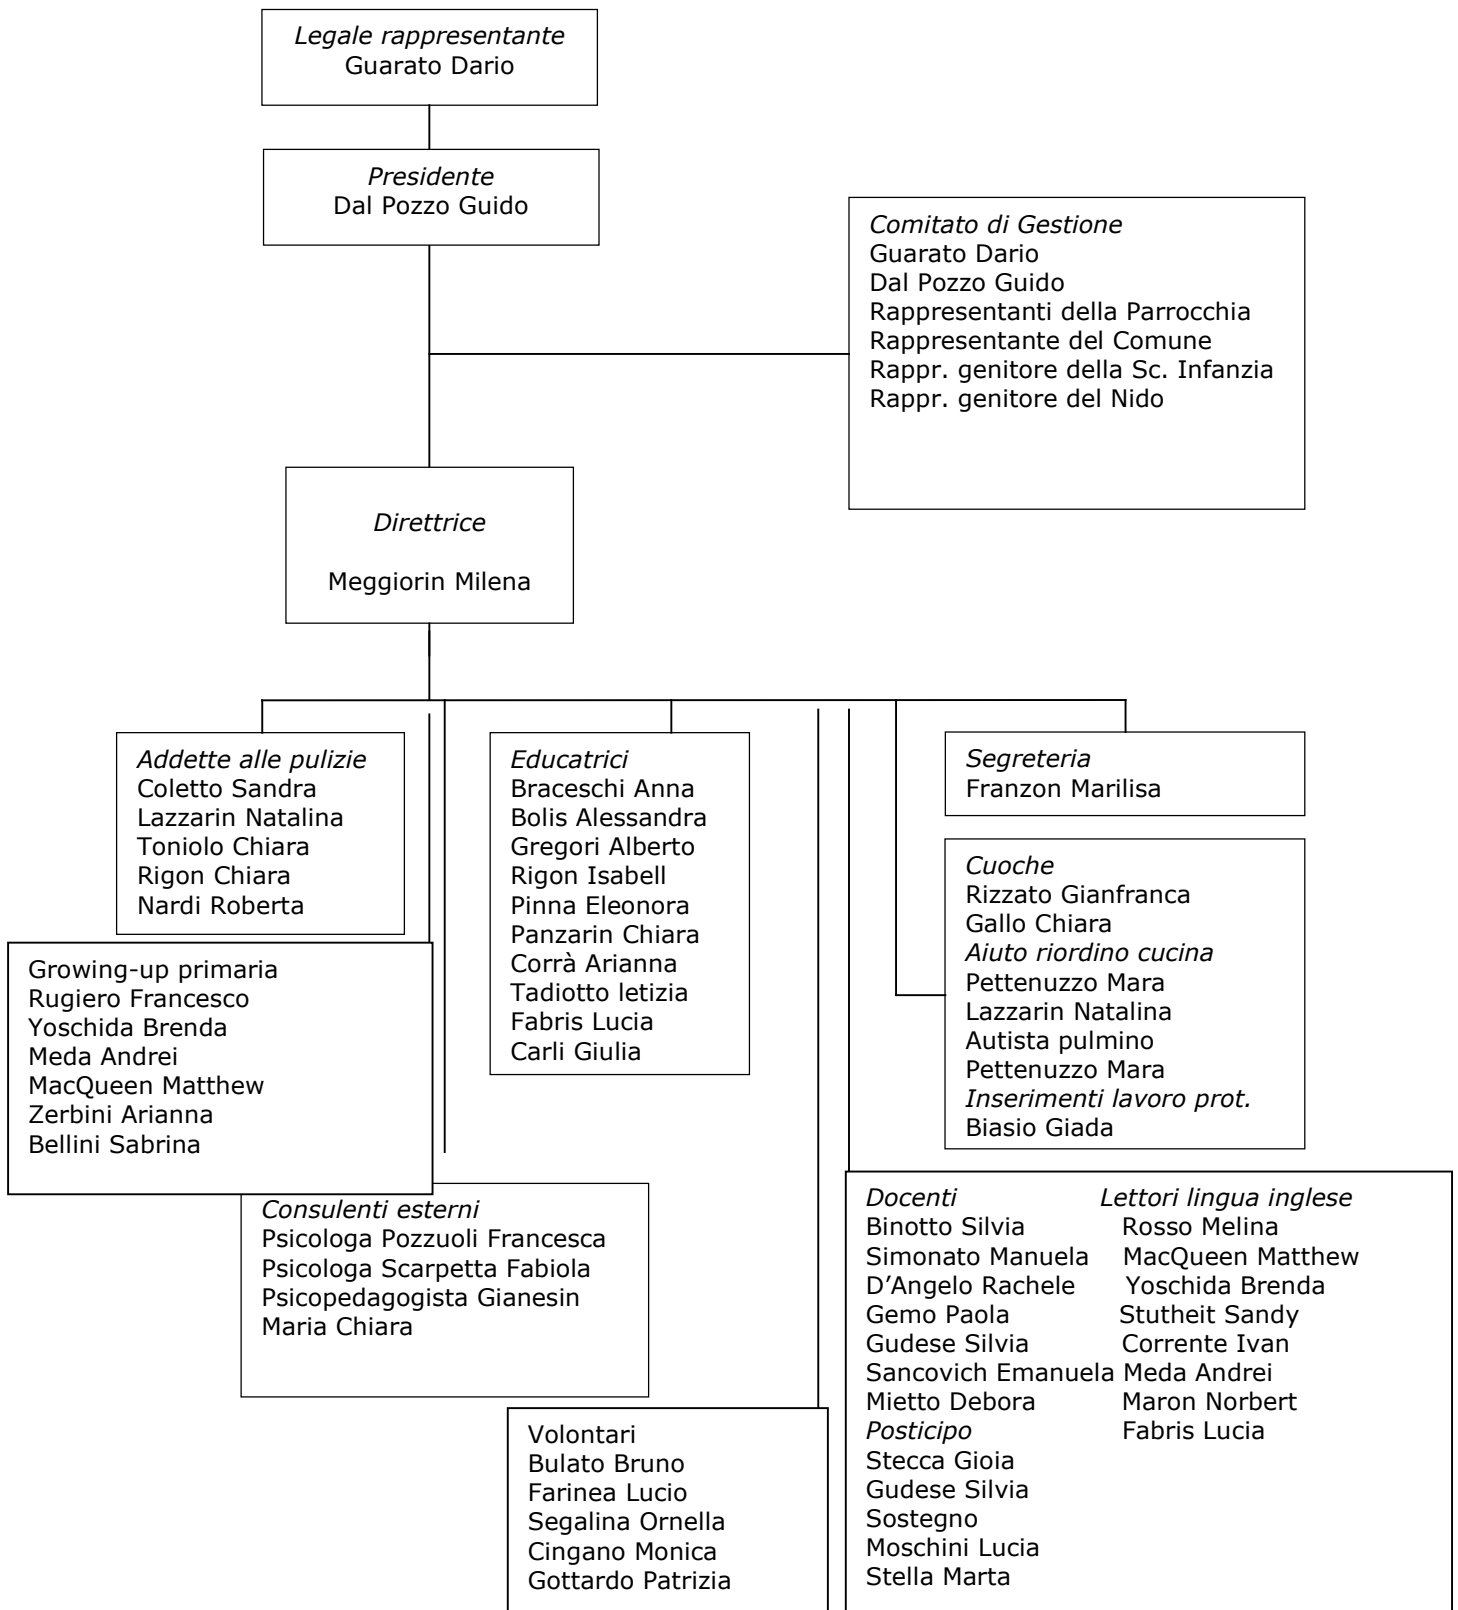 Legale rappresentante
Guarato Dario
Presidente
Dal Pozzo Guido
Comitato di Gestione
Guarato Dario
Dal Pozzo Guido
Rappresentanti della Parrocchia
Rappresentante del Comune
Rappr. genitore della Sc. Infanzia
Rappr. genitore del Nido
Direttrice
Meggiorin Milena
Addette alle pulizie
Coletto Sandra
Lazzarin Natalina
Toniolo Chiara
Rigon Chiara
Nardi Roberta
Educatrici
Braceschi Anna
Bolis Alessandra
Gregori Alberto
Rigon Isabell
Pinna Eleonora
Panzarin Chiara
Corrà Arianna
Tadiotto letizia
Fabris Lucia
Carli Giulia
Segreteria
Franzon Marilisa
Cuoche
Rizzato Gianfranca
Gallo Chiara
Aiuto riordino cucina
Pettenuzzo Mara
Lazzarin Natalina
Autista pulmino
Pettenuzzo Mara
Inserimenti lavoro prot.
Biasio Giada
Growing-up primaria
Rugiero Francesco
Yoschida Brenda
Meda Andrei
MacQueen Matthew
Zerbini Arianna
Bellini Sabrina
Consulenti esterni
Psicologa Pozzuoli Francesca
Psicologa Scarpetta Fabiola
Psicopedagogista Gianesin
Maria Chiara
Docenti Lettori lingua inglese
Binotto Silvia Rosso Melina
Simonato Manuela MacQueen Matthew
D’Angelo Rachele Yoschida Brenda
Gemo Paola Stutheit Sandy
Gudese Silvia Corrente Ivan
Sancovich Emanuela Meda Andrei
Mietto Debora Maron Norbert
Posticipo Fabris Lucia
Stecca Gioia
Gudese Silvia
Sostegno
Moschini Lucia
Stella Marta
Volontari
Bulato Bruno
Farinea Lucio
Segalina Ornella
Cingano Monica
Gottardo Patrizia